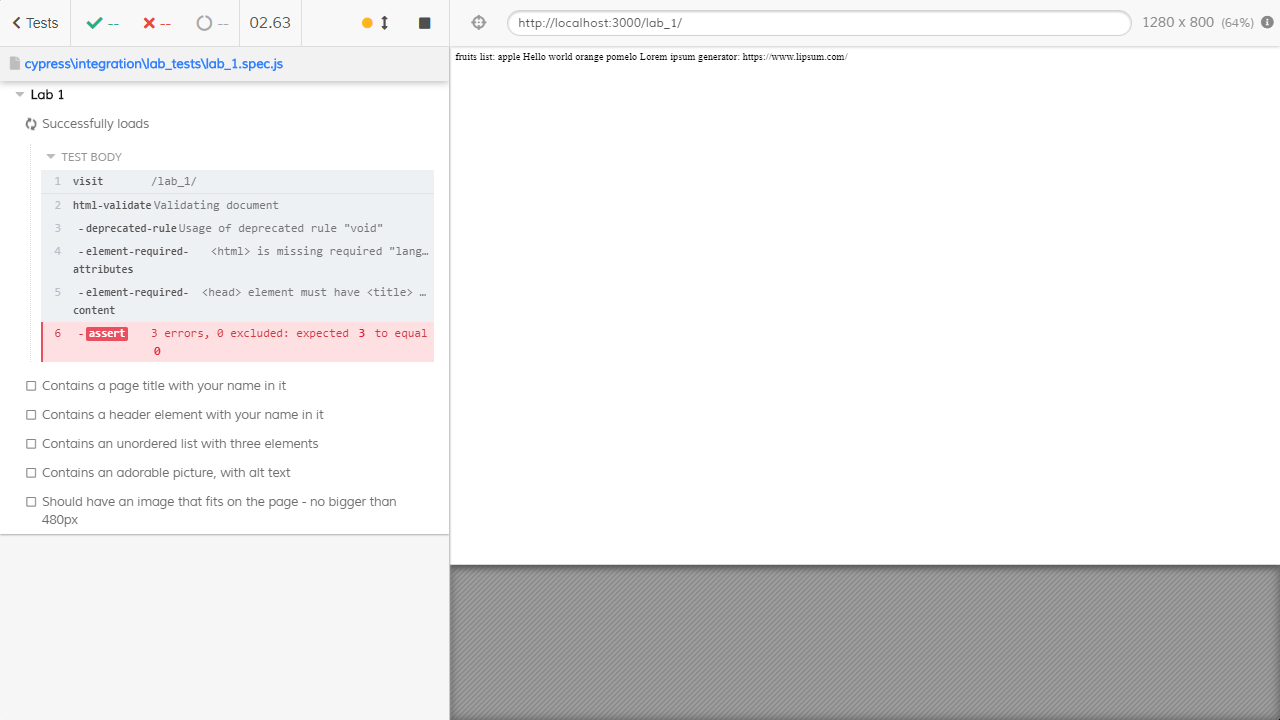 Tests -- -- -- 02.63
http://localhost:3000/lab_1/ 1280 x 800 (64%)
cypress\integration\lab_tests\lab_1.spec.js
fruits list: apple Hello world orange pomelo Lorem ipsum generator: https://www.lipsum.com/
Lab 1
Successfully loads
TEST BODY
1 visit /lab_1/
2 html-validate Validating document
3 -deprecated-rule Usage of deprecated rule "void"
4 -element-required- <html> is missing required "lang…
attributes
5 -element-required- <head> element must have <title> …
content
6 -assert 3 errors, 0 excluded: expected 3 to equal
0
Contains a page title with your name in it
Contains a header element with your name in it
Contains an unordered list with three elements
Contains an adorable picture, with alt text
Should have an image that fits on the page - no bigger than
480px